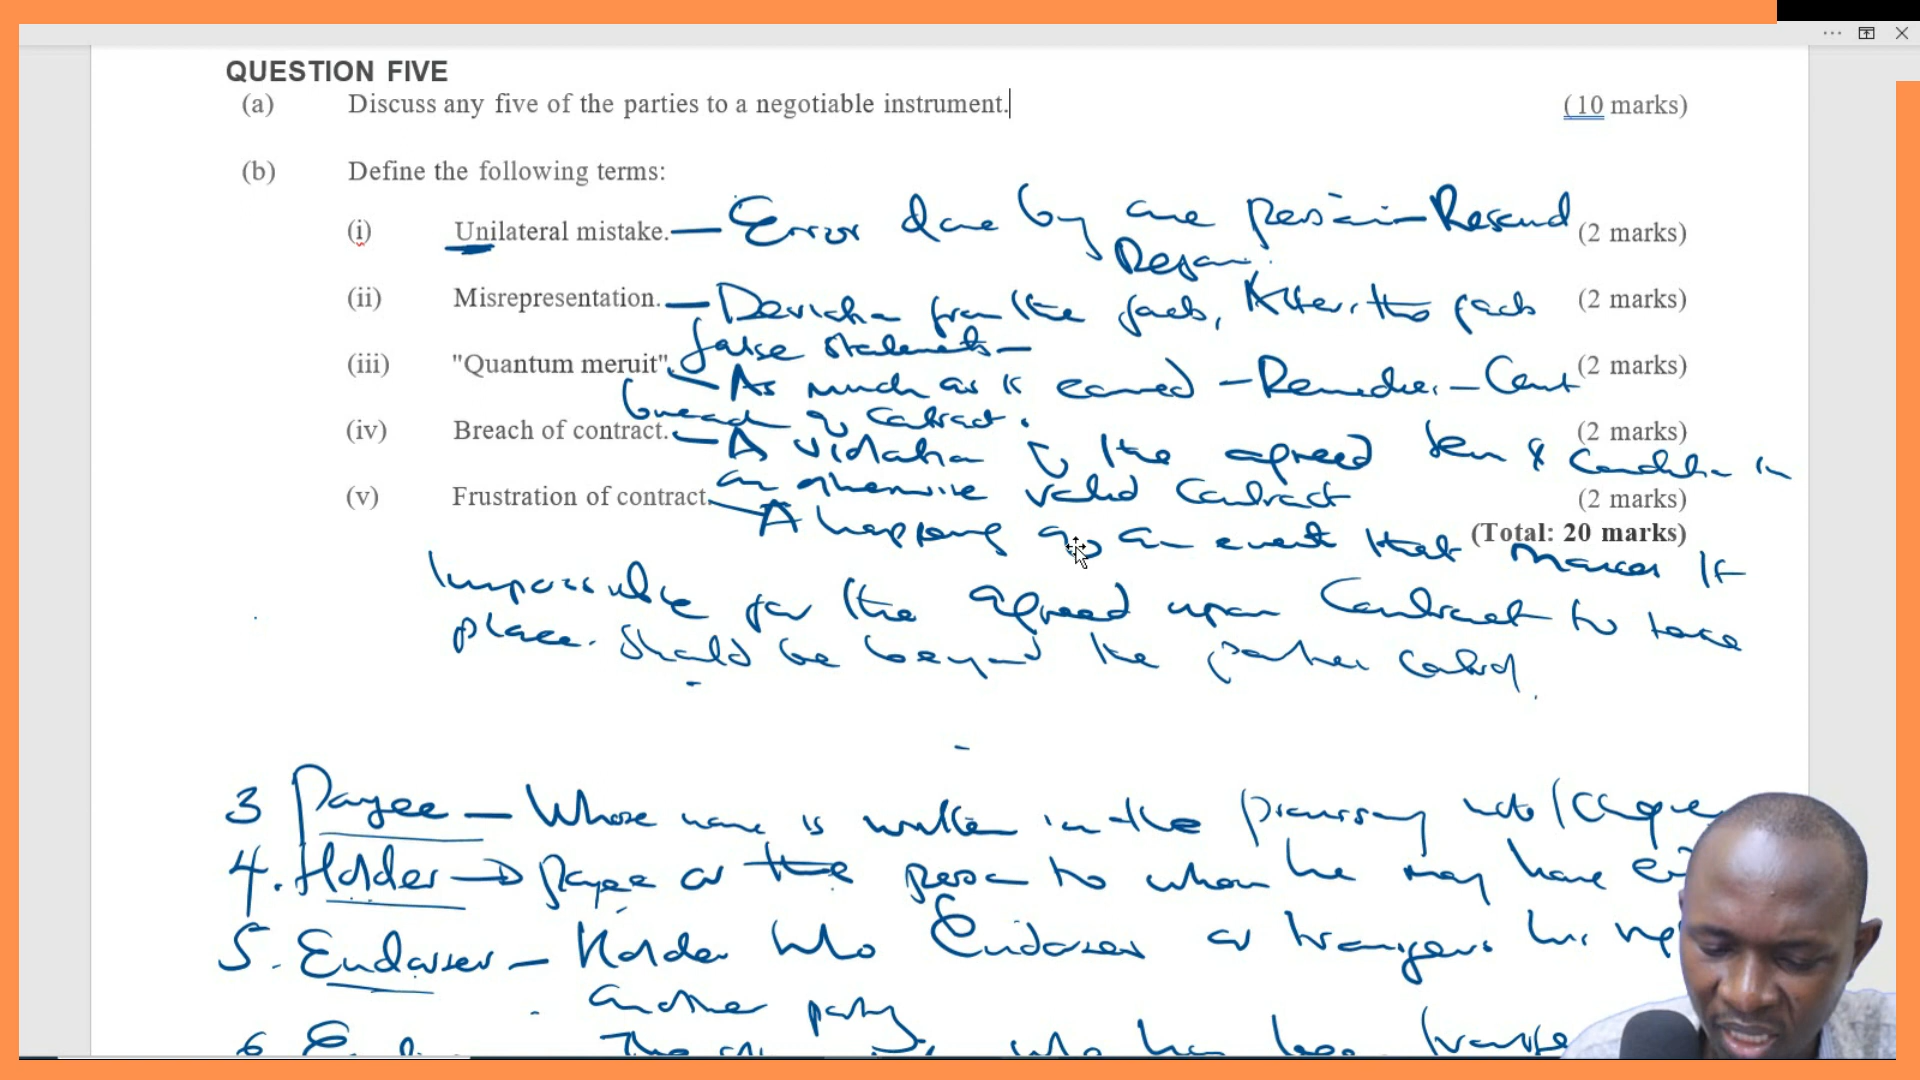 QUESTION FIVE
(a) Discuss any five of the parties to a negotiable instrument. (10 marks)
(b) Define the following terms:
(i) Unilateral mistake. — Error done by one person — Rescind (2 marks)
(ii) Misrepresentation. — from the facts, Alter the facts (2 marks)
false statements —
(iii) "Quantum meruit". (2 marks)
As much as is earned — Remedies — Cont
breach of contract.
(iv) Breach of contract. — A violation of the agreed term & Condition in (2 marks)
an otherwise valid Contract
(v) Frustration of contract. (2 marks)
A happening of an event that makes it
(Total: 20 marks)
Impossible for the agreed upon Contract to take
place. Should be beyond the parties control.
3 Payee — Whose name is written in the promissory note/Cheque
4. Holder → payee or the person to whom he may have
5. Endorser — Holder who Endorses or transfers his
another party
6 who has been